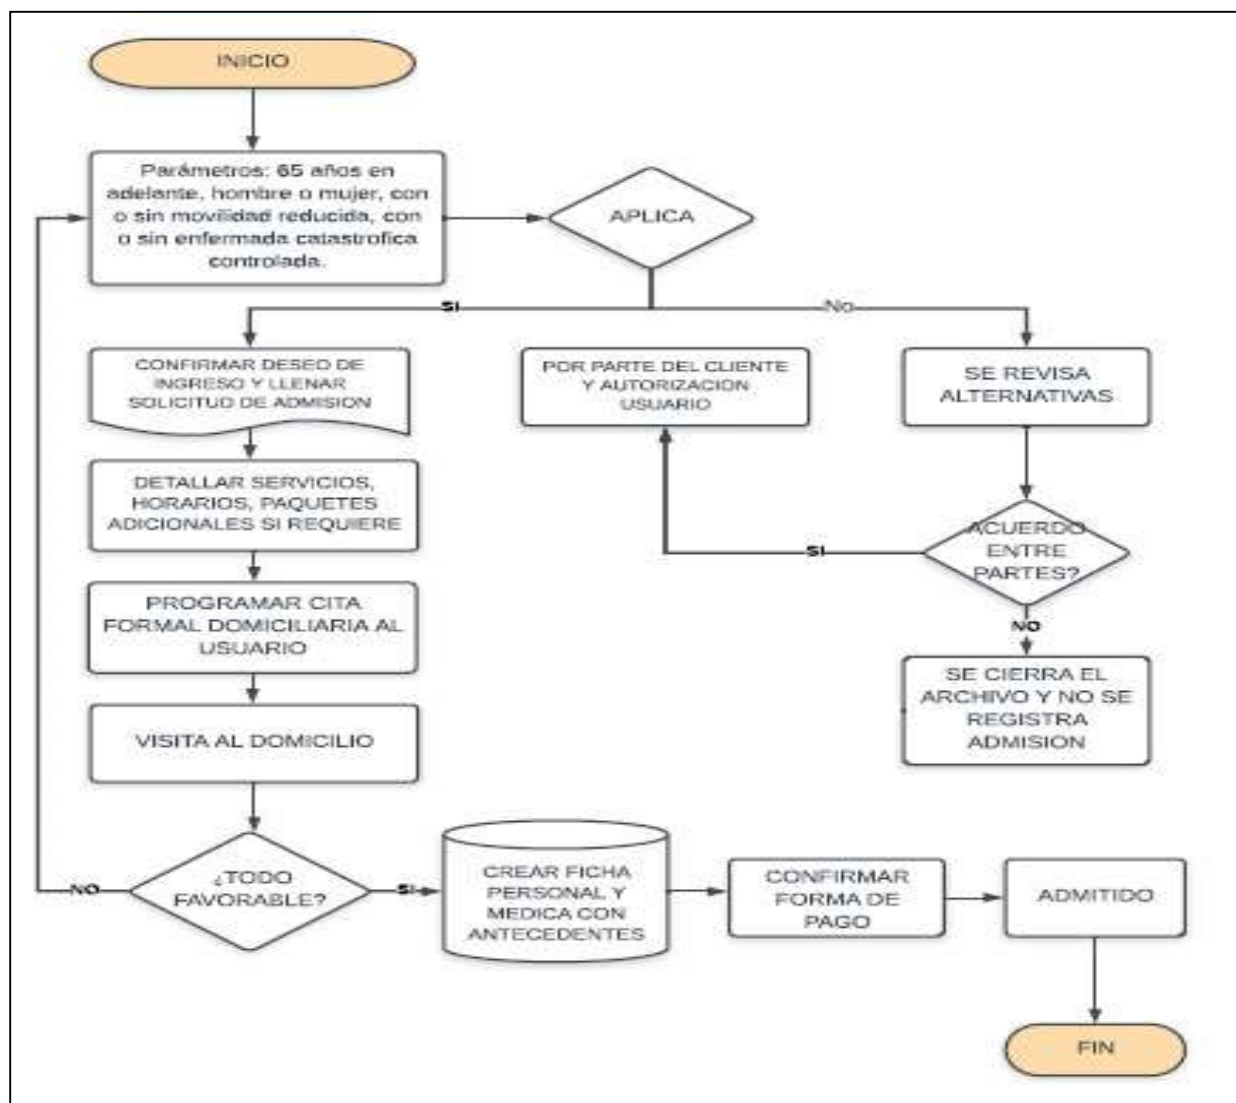 INICIO
Parámetros: 65 años en
adelante, hombre o mujer, con
o sin movilidad reducida, con
o sin enfermada catastrofica
controlada.
APLICA
SI
No
CONFIRMAR DESEO DE
INGRESO Y LLENAR
SOLICITUD DE ADMISION
POR PARTE DEL CLIENTE
Y AUTORIZACION
USUARIO
SE REVISA
ALTERNATIVAS
DETALLAR SERVICIOS,
HORARIOS, PAQUETES
ADICIONALES SI REQUIERE
ACUERDO
ENTRE
PARTES?
SI
NO
PROGRAMAR CITA
FORMAL DOMICILIARIA AL
USUARIO
SE CIERRA EL
ARCHIVO Y NO SE
REGISTRA
ADMISION
VISITA AL DOMICILIO
¿TODO
FAVORABLE?
NO
SI
CREAR FICHA
PERSONAL Y
MEDICA CON
ANTECEDENTES
CONFIRMAR
FORMA DE
PAGO
ADMITIDO
FIN